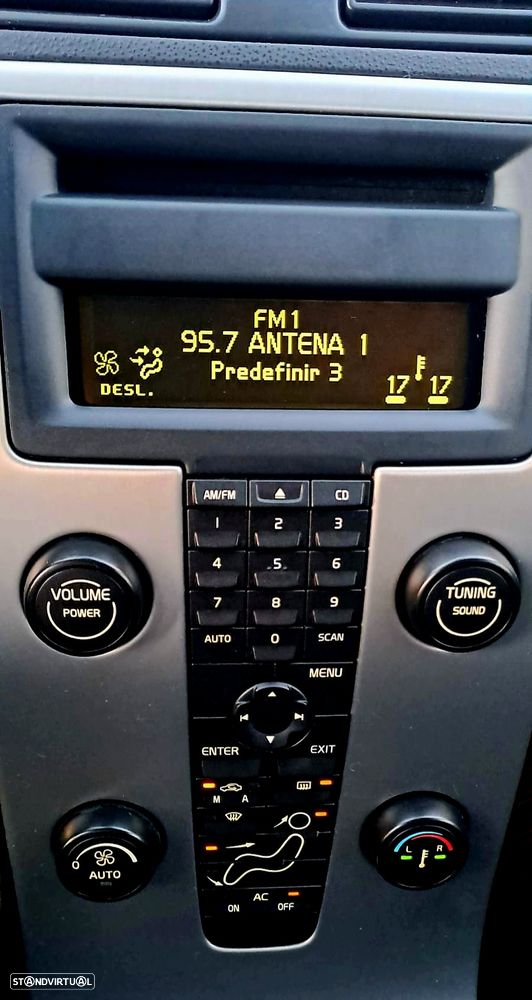 FM1
95.7 ANTENA 1
Predefinir 3
DESL.
17 17
AM/FM CD
1 2 3
4 5 6
7 8 9
AUTO 0 SCAN
VOLUME
POWER
TUNING
SOUND
MENU
ENTER EXIT
M A
0
AUTO
L R
AC
ON OFF
STANDVIRTUAL